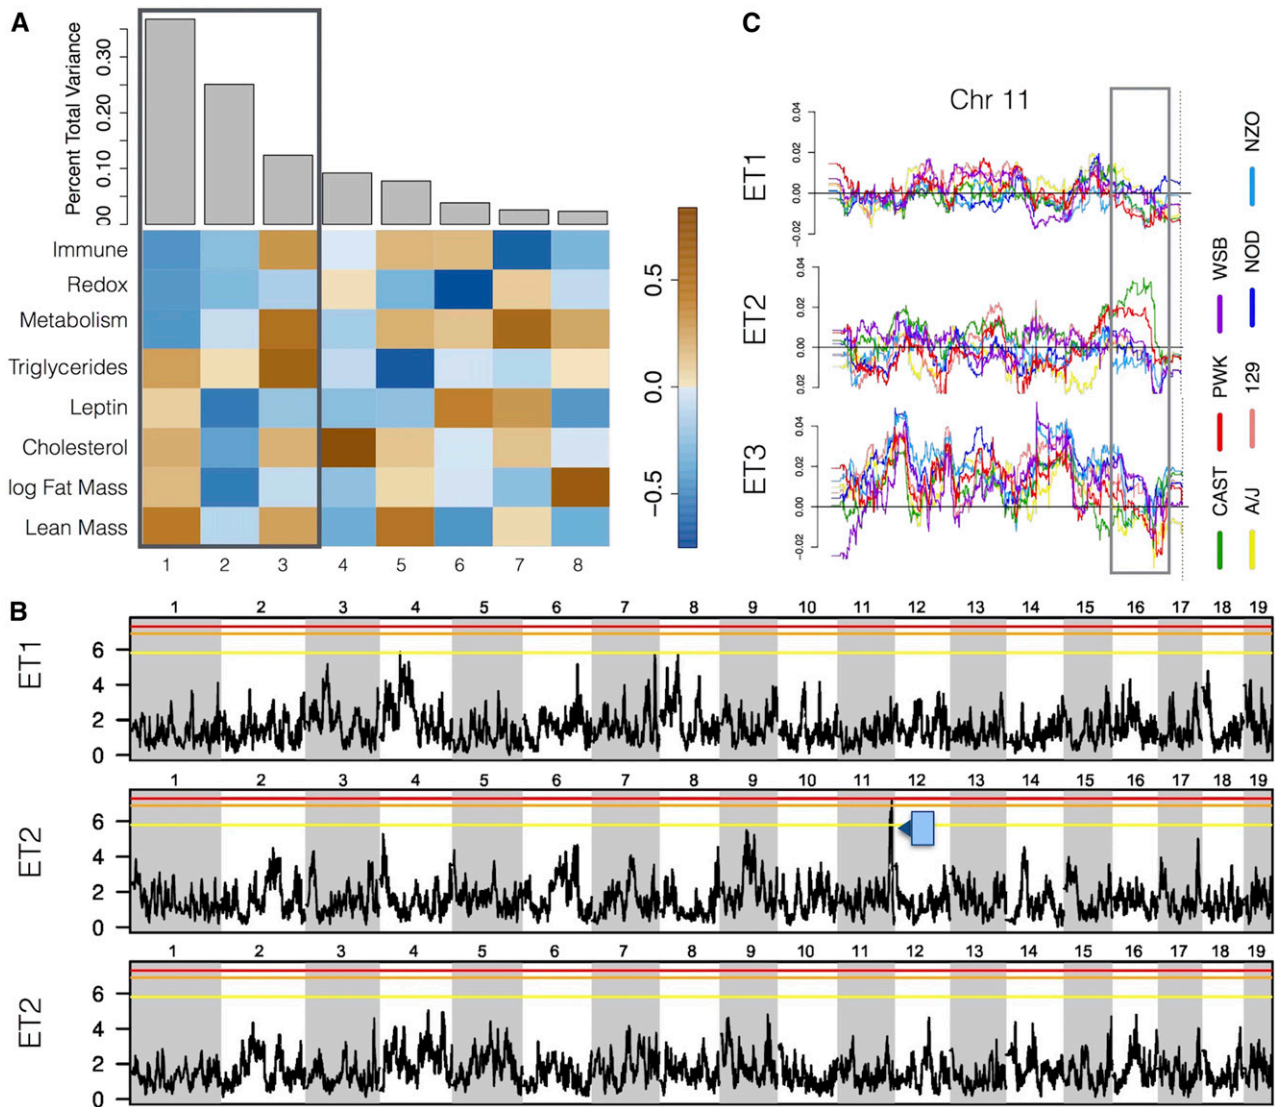 A
Percent Total Variance
0.30
0.20
0.10
00
Immune
Redox
Metabolism
Triglycerides
Leptin
Cholesterol
log Fat Mass
Lean Mass
1 2 3 4 5 6 7 8
0.5
0.0
−0.5
C
Chr 11
ET1
0.04
0.02
0.00
−0.02
ET2
0.04
0.02
0.00
0.02
ET3
0.04
0.02
0.00
−0.02
CAST PWK WSB
A/J 129 NOD NZO
B
ET1
1 2 3 4 5 6 7 8 9 10 11 12 13 14 15 16 17 18 19
6
4
2
0
ET2
1 2 3 4 5 6 7 8 9 10 11 12 13 14 15 16 17 18 19
6
4
2
0
ET2
1 2 3 4 5 6 7 8 9 10 11 12 13 14 15 16 17 18 19
6
4
2
0